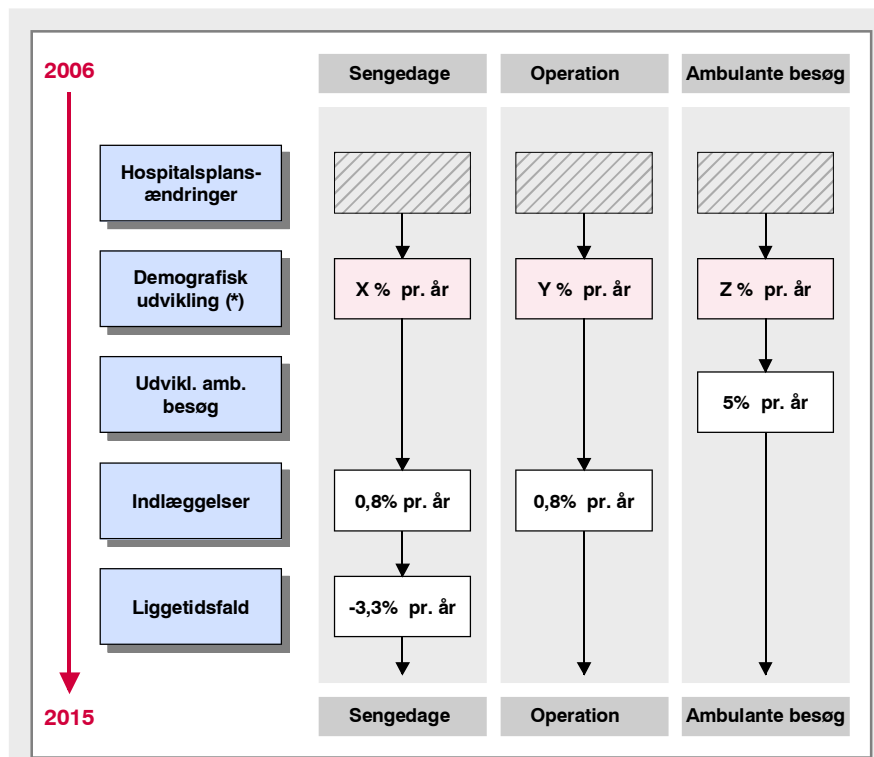 2006
Sengedage
Operation
Ambulante besøg
Hospitalsplans-
ændringer
Demografisk
udvikling (*)
X % pr. år
Y % pr. år
Z % pr. år
Udvikl. amb.
besøg
5% pr. år
Indlæggelser
0,8% pr. år
0,8% pr. år
Liggetidsfald
-3,3% pr. år
2015
Sengedage
Operation
Ambulante besøg